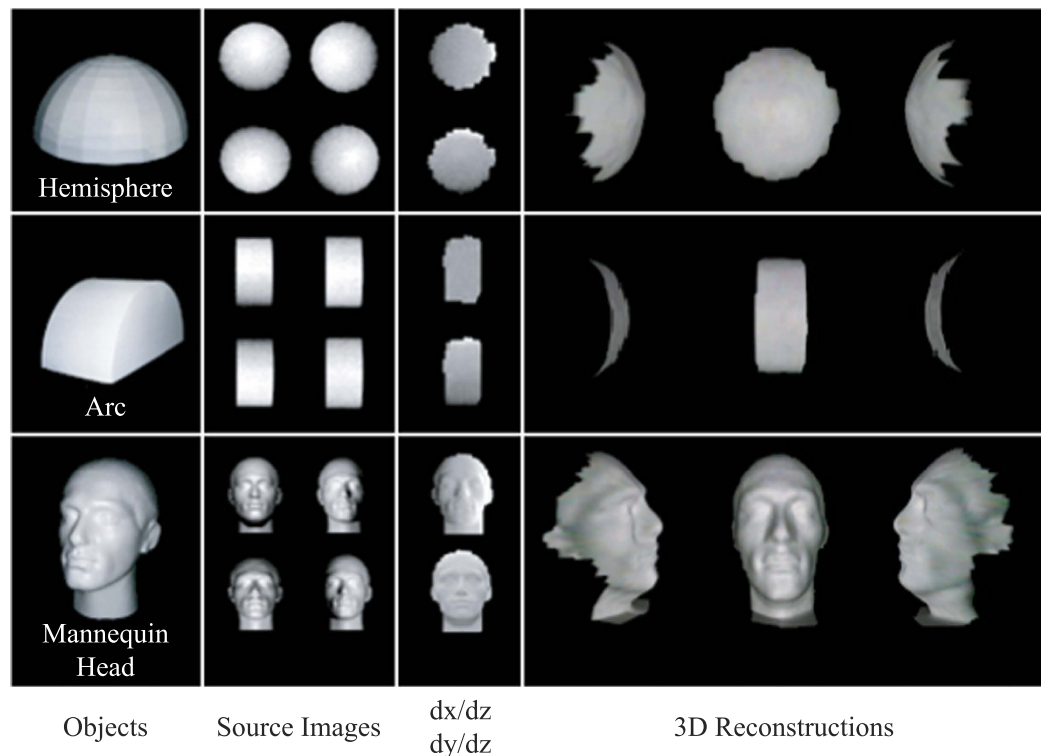 Hemisphere
Arc
Mannequin
Head
Objects
Source Images
dx/dz
dy/dz
3D Reconstructions